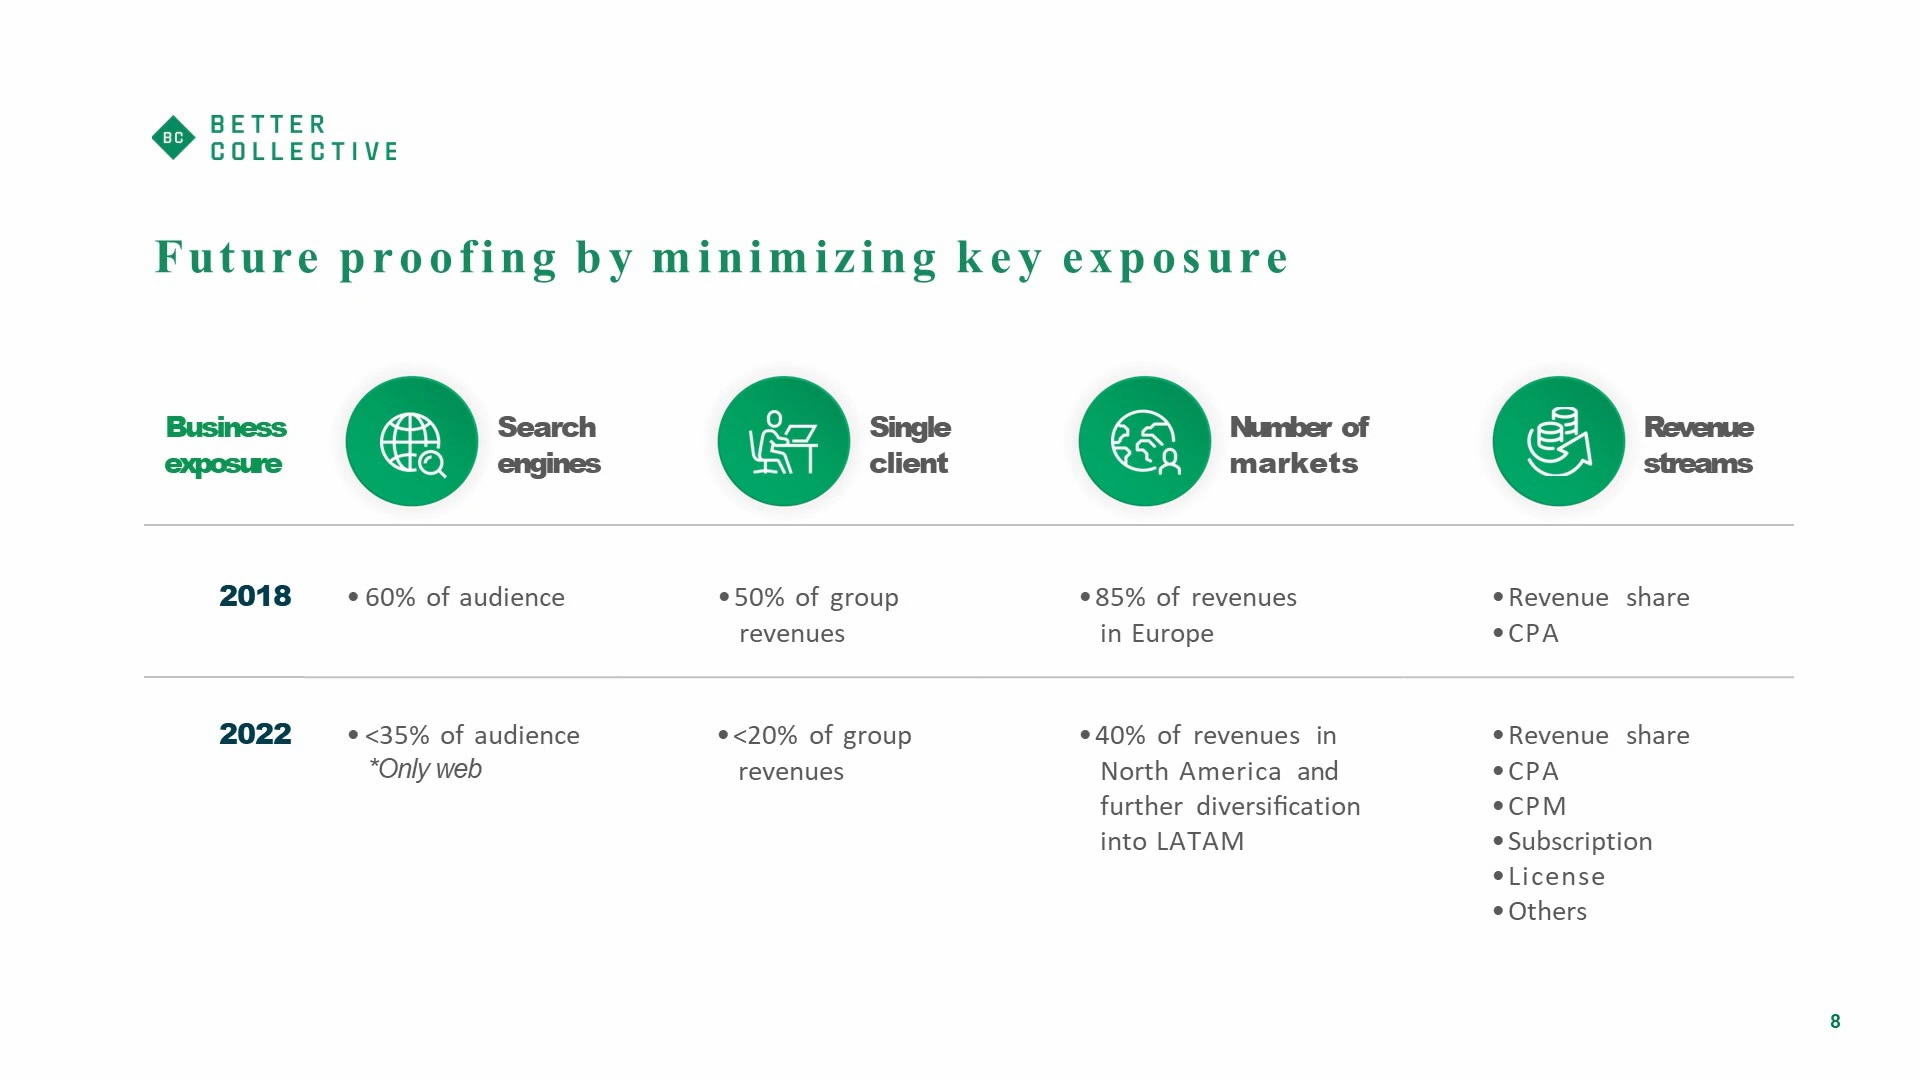 BC
BETTER
COLLECTIVE
Future proofing by minimizing key exposure
Business
exposure
Search
engines
Single
client
Number of
markets
Revenue
streams
2018
• 60% of audience
• 50% of group
revenues
• 85% of revenues
in Europe
• Revenue share
• CPA
2022
• <35% of audience
*Only web
• <20% of group
revenues
• 40% of revenues in
North America and
further diversification
into LATAM
• Revenue share
• CPA
• CPM
• Subscription
• License
• Others
8